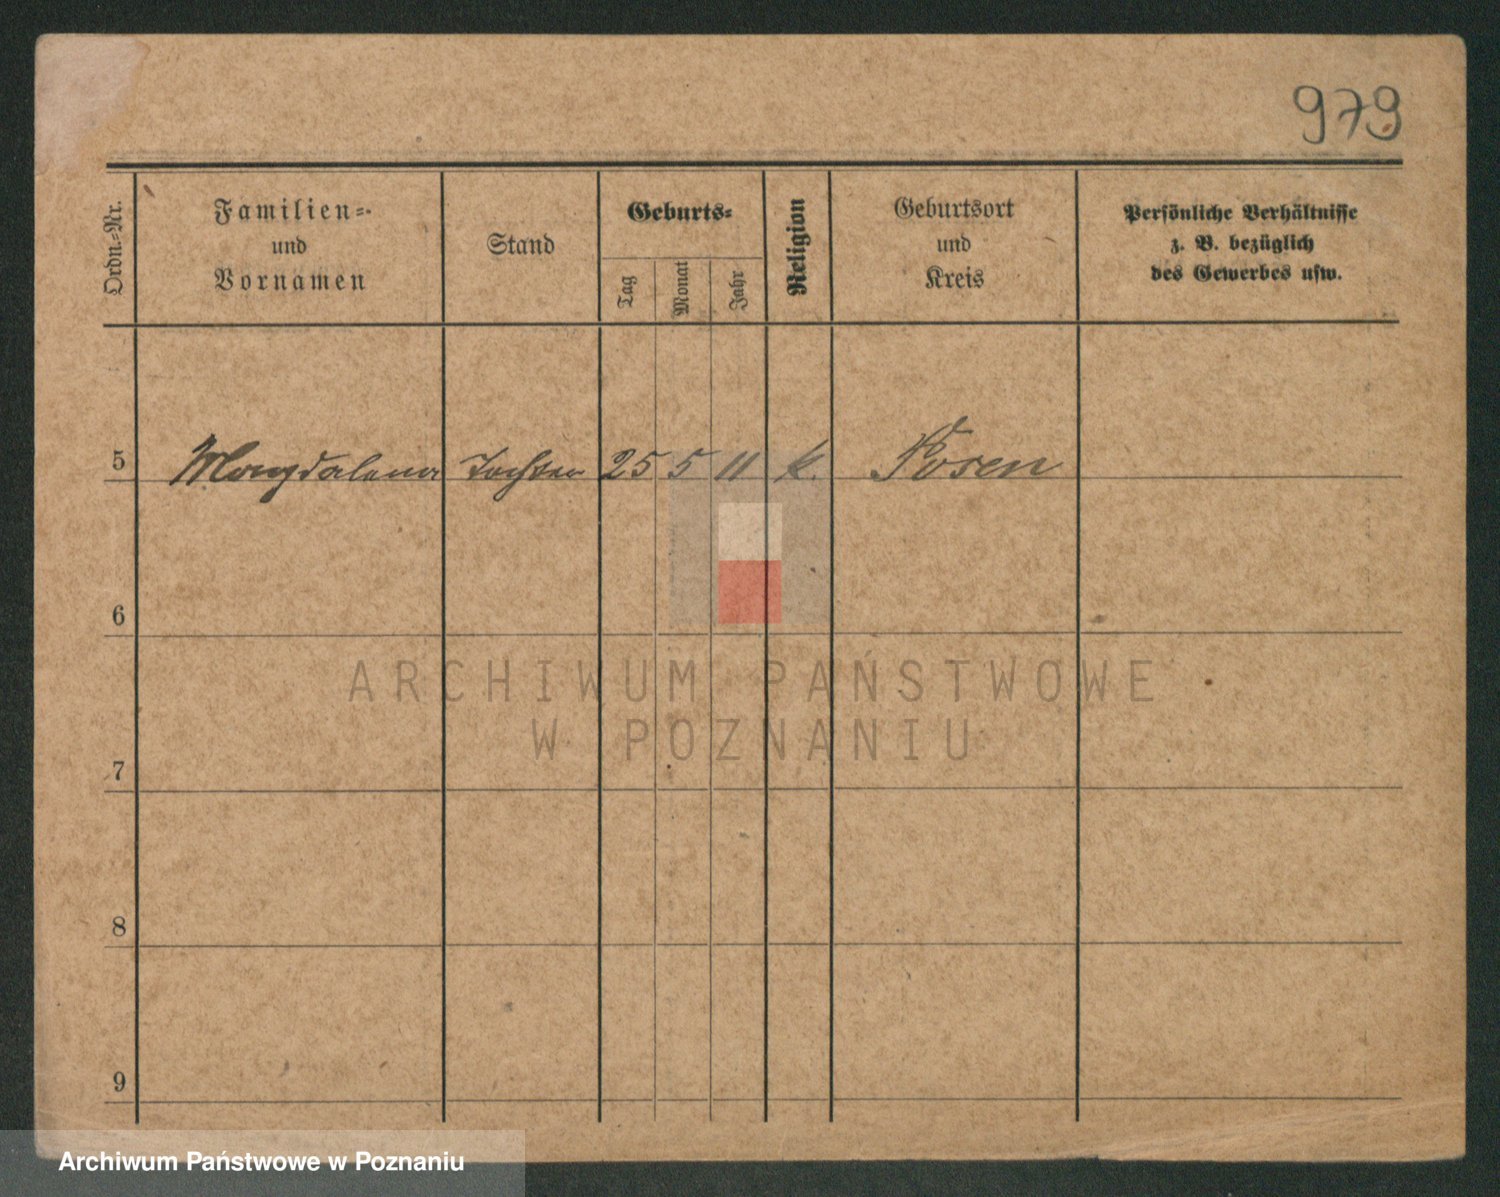 979
Ordn.-Nr.
Familien-
und
Vornamen
Stand
Geburts-
Tag
Monat
Jahr
Religion
Geburtsort
und
Kreis
Persönliche Verhältnisse
z. B. bezüglich
des Gewerbes usw.
5 Magdalena Tochter 25 5 11 k. Posen
6
ARCHIWUM PAŃSTWOWE
W POZNANIU
7
8
9
Archiwum Państwowe w Poznaniu